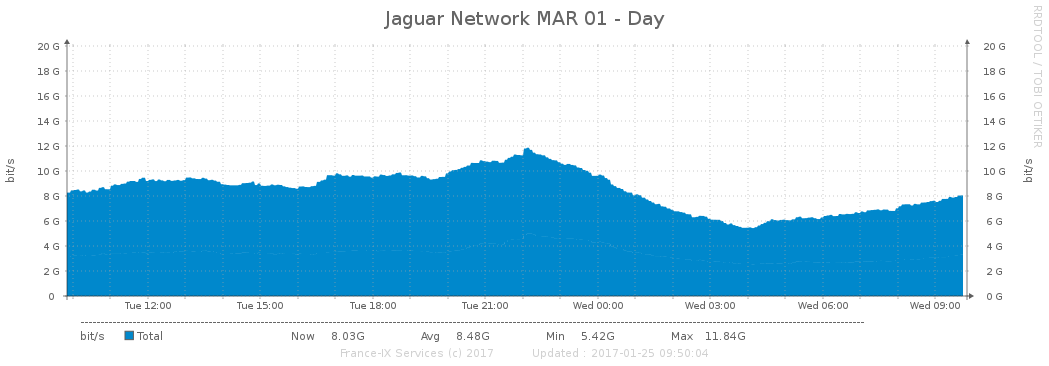 Jaguar Network MAR 01 - Day
RRDTOOL / TOBI OETIKER
bit/s
bit/s
20 G 20 G
18 G 18 G
16 G 16 G
14 G 14 G
12 G 12 G
10 G 10 G
8 G 8 G
6 G 6 G
4 G 4 G
2 G 2 G
0 0 G
Tue 12:00 Tue 15:00 Tue 18:00 Tue 21:00 Wed 00:00 Wed 03:00 Wed 06:00 Wed 09:00
bit/s Total Now 8.03G Avg 8.48G Min 5.42G Max 11.84G
France-IX Services (c) 2017 Updated : 2017-01-25 09:50:04